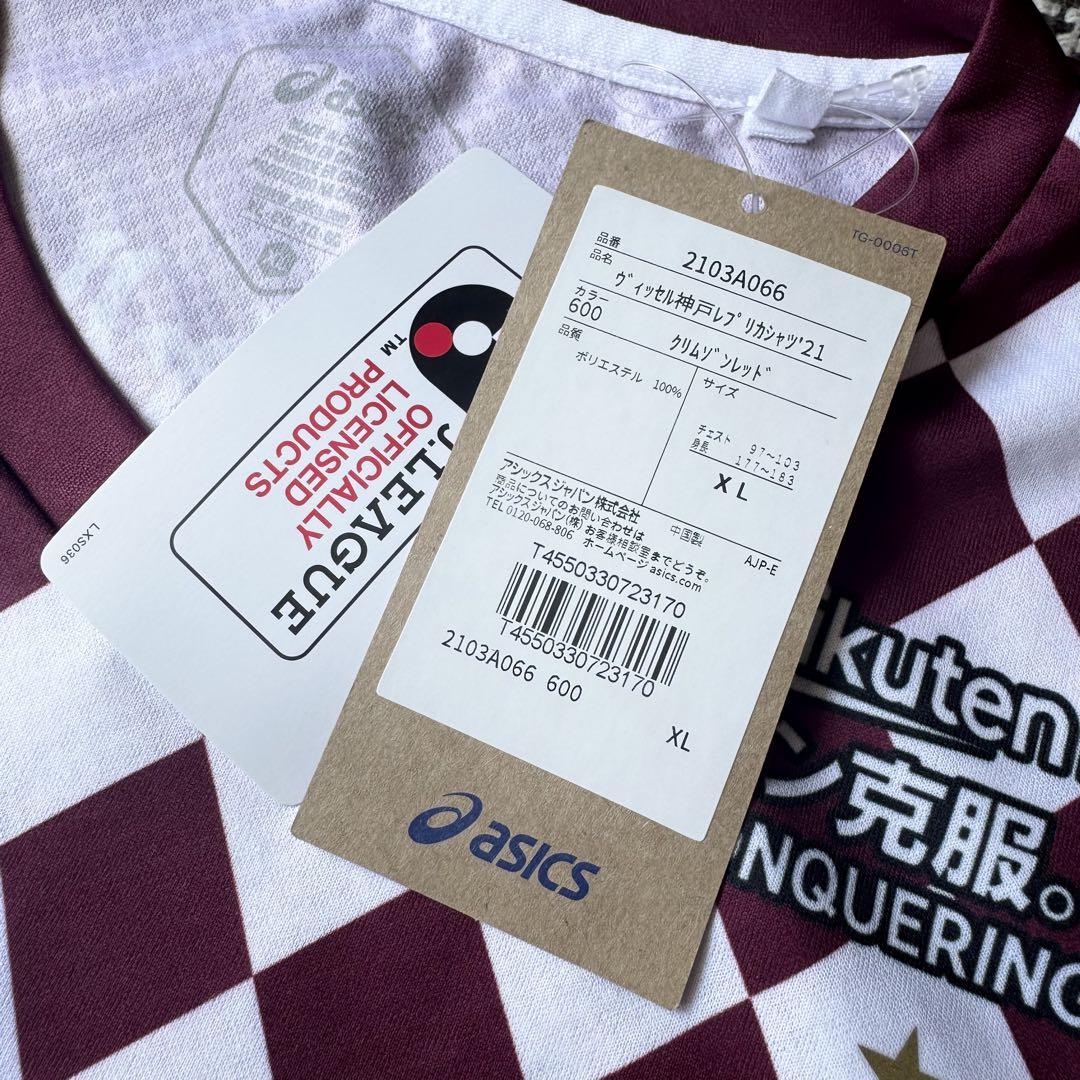 asics
TG-0006T
品番 2103A066
品名 ヴィッセル神戸レプリカシャツ'21
カラー
600 クリムゾンレッド
品質 ポリエステル 100%
サイズ
チェスト 97~103
身長 177~183
XL
アシックスジャパン株式会社 中国製 AJP-E
商品についてのお問い合わせは
アシックスジャパン(株)お客様相談室までどうぞ。
TEL 0120-068-806 ホームページasics.com
T4550330723170
T4550330723170
2103A066 600
XL
asics
J.LEAGUE
OFFICIALLY
LICENSED
PRODUCTS
TM
LXS036
kuten
克服。
NQUERING